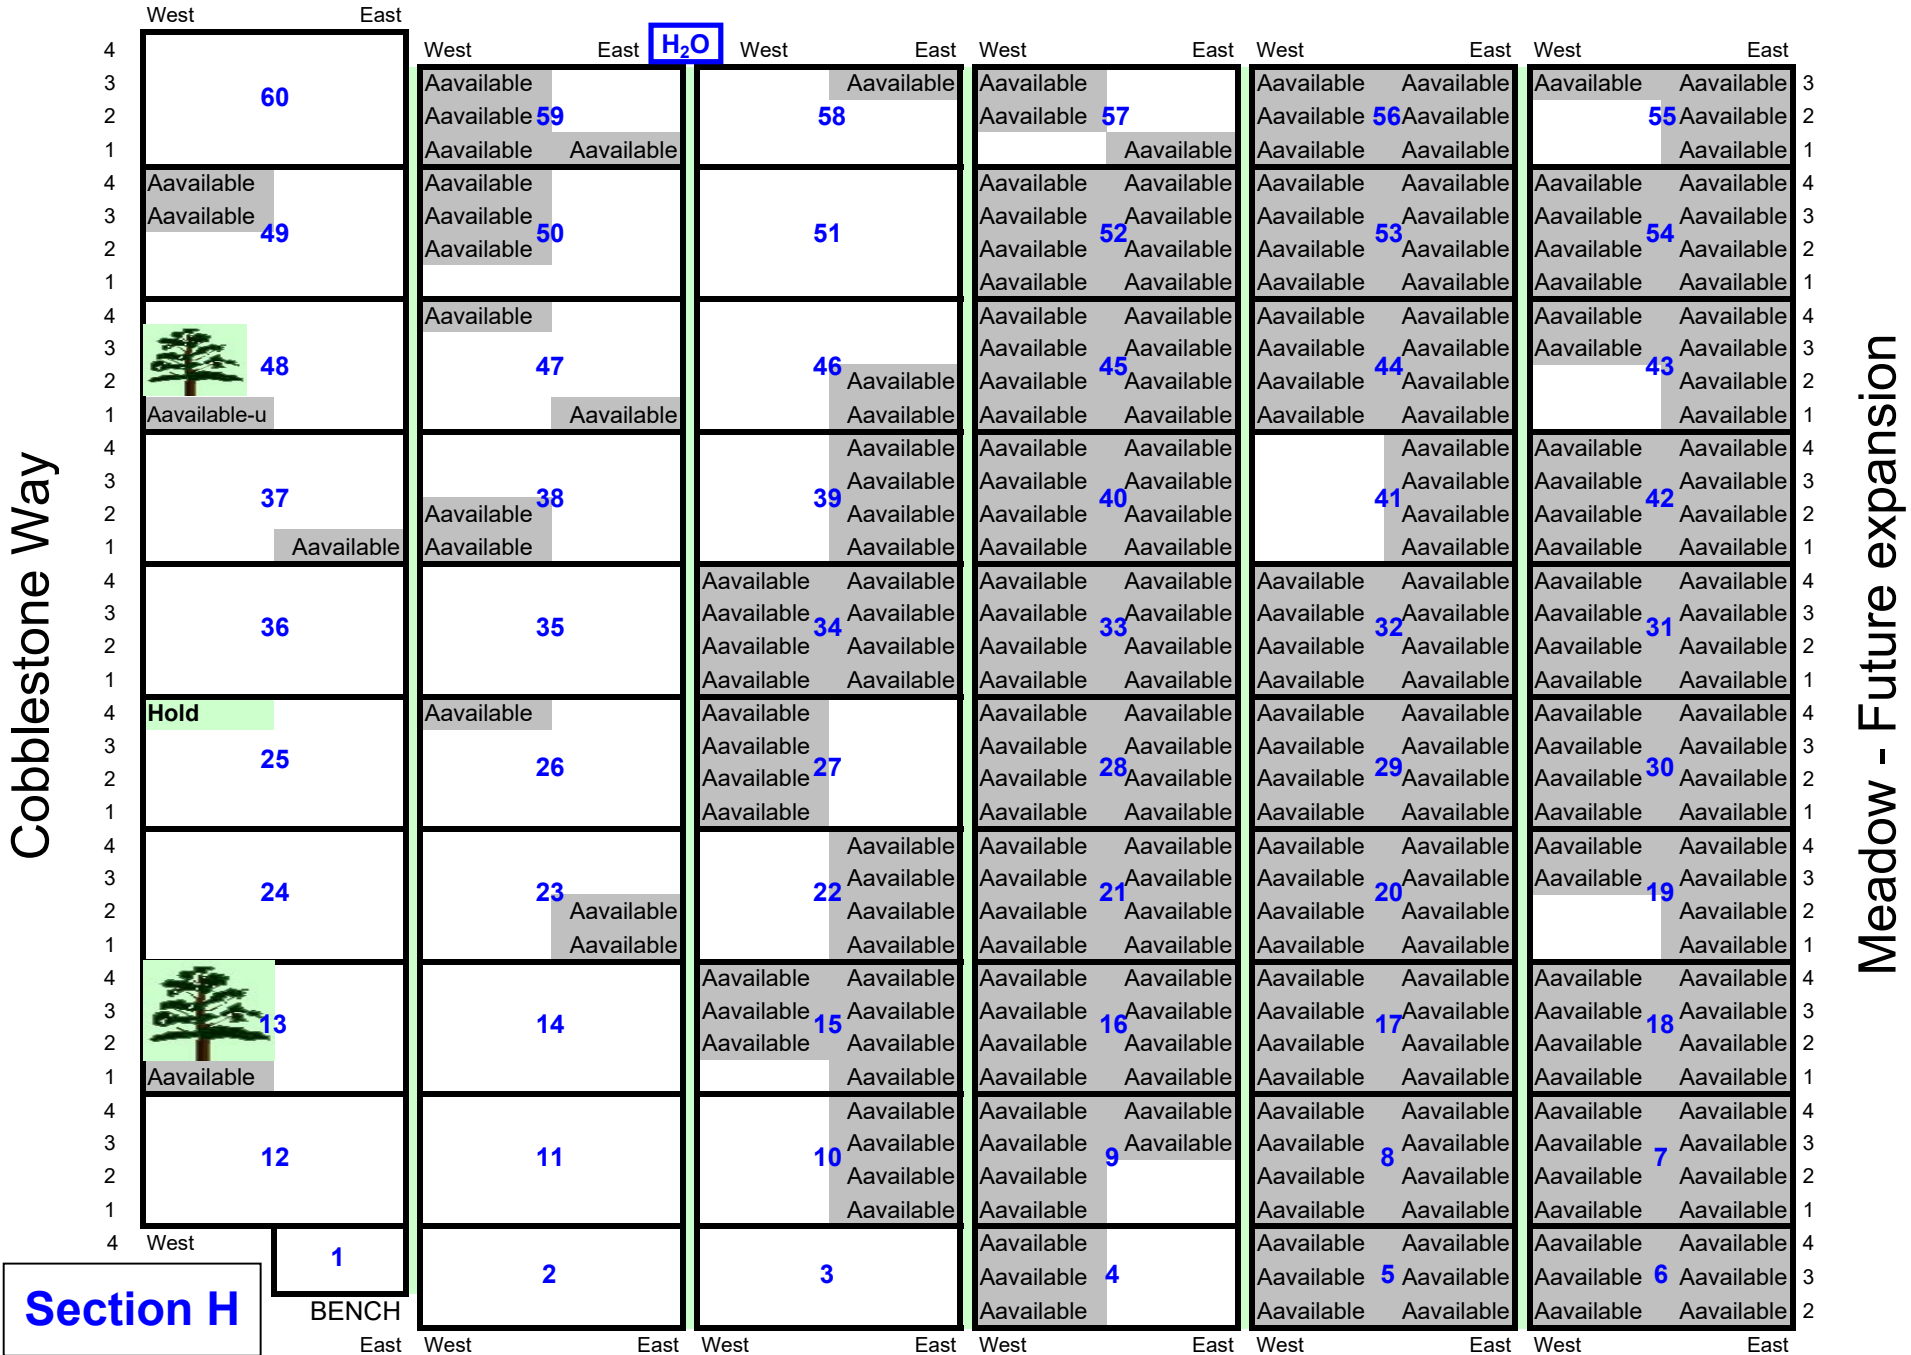 West East
4 West East H₂O West East West East West East West East
3 Aavailable Aavailable Aavailable Aavailable Aavailable Aavailable Aavailable 3
60
2 Aavailable 59 58 Aavailable 57 Aavailable 56 Aavailable 55 Aavailable 2
1 Aavailable Aavailable Aavailable Aavailable Aavailable Aavailable 1
4 Aavailable Aavailable Aavailable Aavailable Aavailable Aavailable Aavailable Aavailable 4
3 Aavailable Aavailable Aavailable Aavailable Aavailable Aavailable Aavailable Aavailable 3
49 50 51 52 53 54
2 Aavailable Aavailable Aavailable Aavailable Aavailable Aavailable Aavailable 2
1 Aavailable Aavailable Aavailable Aavailable Aavailable Aavailable 1
4 Aavailable Aavailable Aavailable Aavailable Aavailable Aavailable Aavailable 4
3 Aavailable Aavailable Aavailable Aavailable Aavailable Aavailable 3
48 47 46 45 44 43
2 Aavailable Aavailable Aavailable Aavailable Aavailable Aavailable 2
1 Aavailable-u Aavailable Aavailable Aavailable Aavailable Aavailable Aavailable Aavailable 1
4 Aavailable Aavailable Aavailable Aavailable Aavailable Aavailable 4
3 Aavailable Aavailable Aavailable Aavailable Aavailable Aavailable 3
37 38 39 40 41 42
2 Aavailable Aavailable Aavailable Aavailable Aavailable Aavailable Aavailable 2
1 Aavailable Aavailable Aavailable Aavailable Aavailable Aavailable Aavailable Aavailable 1
4 Aavailable Aavailable Aavailable Aavailable Aavailable Aavailable Aavailable Aavailable 4
3 Aavailable Aavailable Aavailable Aavailable Aavailable Aavailable Aavailable Aavailable 3
36 35 34 33 32 31
2 Aavailable Aavailable Aavailable Aavailable Aavailable Aavailable Aavailable Aavailable 2
1 Aavailable Aavailable Aavailable Aavailable Aavailable Aavailable Aavailable Aavailable 1
4 Hold Aavailable Aavailable Aavailable Aavailable Aavailable Aavailable Aavailable Aavailable 4
3 Aavailable Aavailable Aavailable Aavailable Aavailable Aavailable Aavailable 3
25 26 27 28 29 30
2 Aavailable Aavailable Aavailable Aavailable Aavailable Aavailable Aavailable 2
1 Aavailable Aavailable Aavailable Aavailable Aavailable Aavailable Aavailable 1
4 Aavailable Aavailable Aavailable Aavailable Aavailable Aavailable Aavailable 4
3 Aavailable Aavailable Aavailable Aavailable Aavailable Aavailable Aavailable 3
24 23 22 21 20 19
2 Aavailable Aavailable Aavailable Aavailable Aavailable Aavailable Aavailable 2
1 Aavailable Aavailable Aavailable Aavailable Aavailable Aavailable Aavailable 1
4 Aavailable Aavailable Aavailable Aavailable Aavailable Aavailable Aavailable Aavailable 4
3 Aavailable Aavailable Aavailable Aavailable Aavailable Aavailable Aavailable Aavailable 3
13 14 15 16 17 18
2 Aavailable Aavailable Aavailable Aavailable Aavailable Aavailable Aavailable Aavailable 2
1 Aavailable Aavailable Aavailable Aavailable Aavailable Aavailable Aavailable Aavailable 1
4 Aavailable Aavailable Aavailable Aavailable Aavailable Aavailable Aavailable 4
3 Aavailable Aavailable Aavailable Aavailable Aavailable Aavailable Aavailable 3
12 11 10 9 8 7
2 Aavailable Aavailable Aavailable Aavailable Aavailable Aavailable 2
1 Aavailable Aavailable Aavailable Aavailable Aavailable Aavailable 1
4 West Aavailable Aavailable Aavailable Aavailable Aavailable 4
1 2 3 Aavailable 4 Aavailable 5 Aavailable Aavailable 6 Aavailable 3
Section H BENCH Aavailable Aavailable Aavailable Aavailable Aavailable 2
East West East West East West East West East West East
Cobblestone Way
Meadow - Future expansion